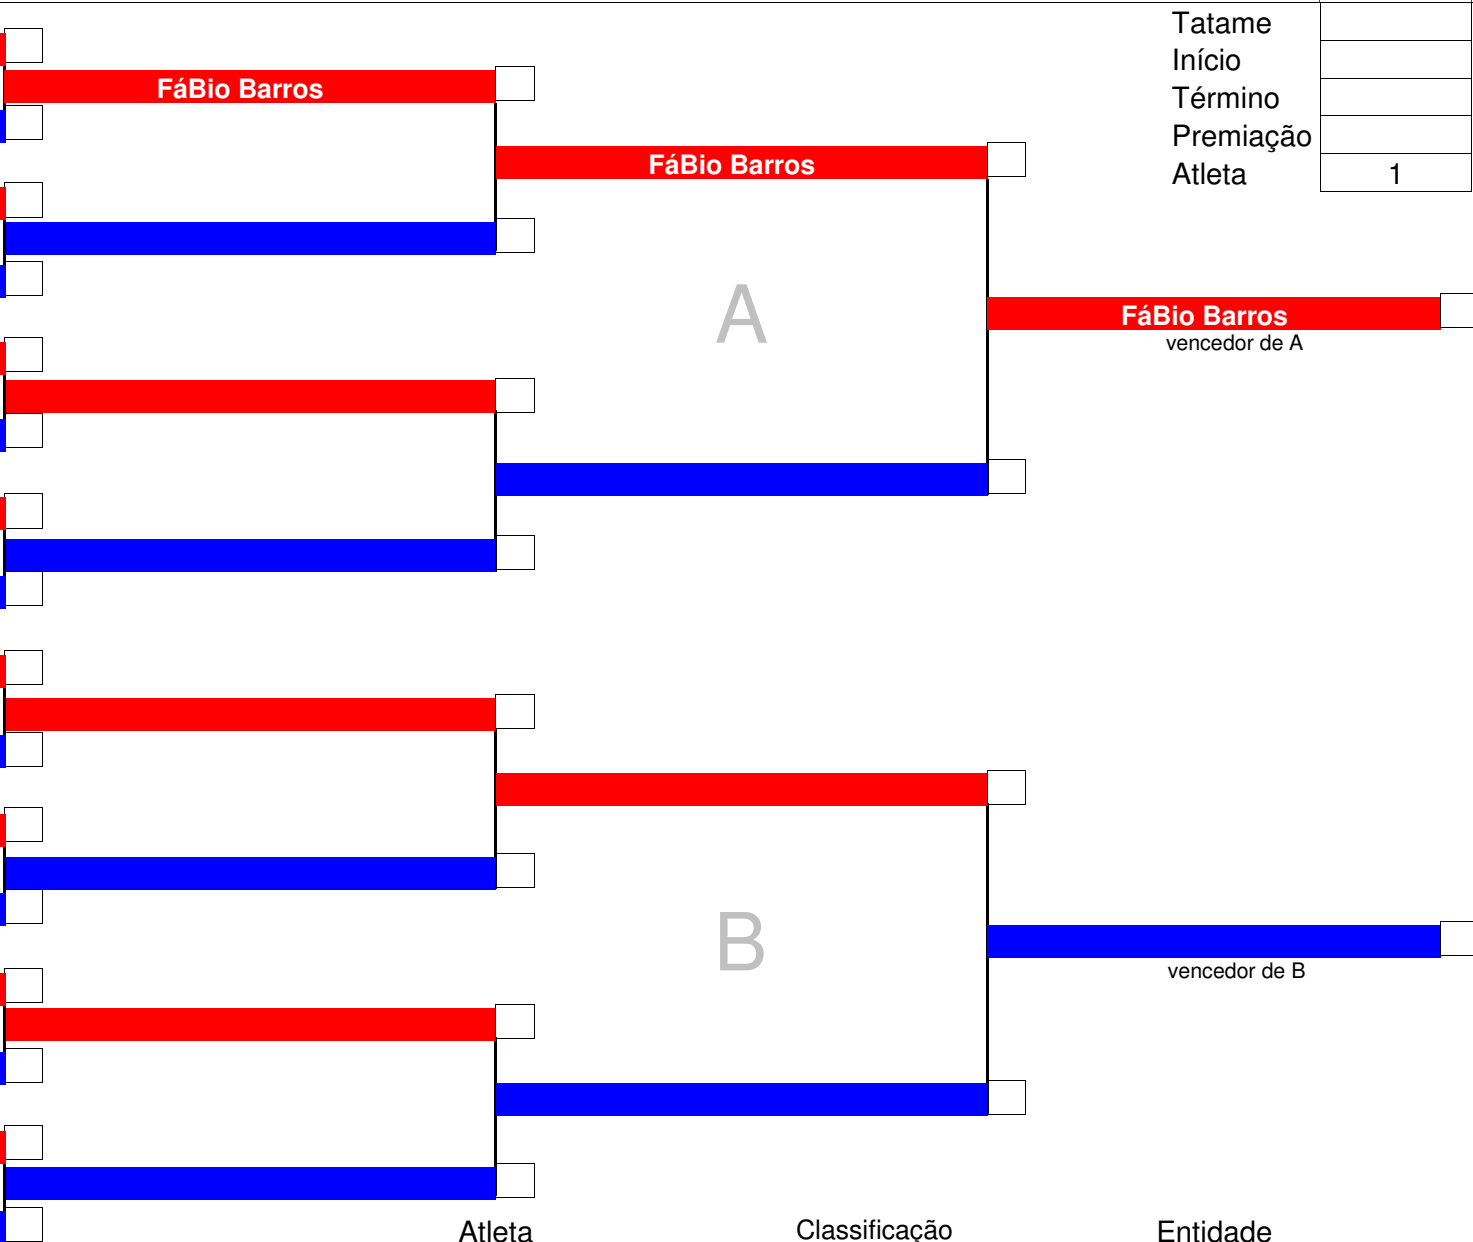 Tatame
Início
Término
Premiação
Atleta 1
FáBio Barros
FáBio Barros
A
FáBio Barros
vencedor de A
B
vencedor de B
Atleta Classificação Entidade